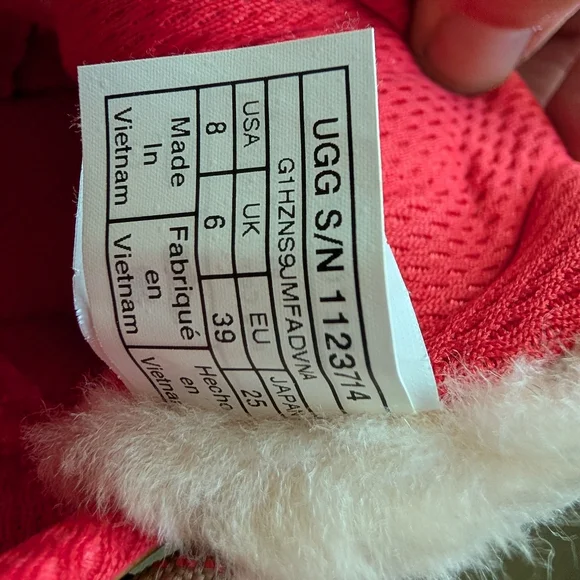 UGG S/N 1123714
G1HZNS9JMFADVNA
USA UK EU JAPAN
8 6 39 25
Made In Vietnam
Fabriqué en Vietnam
Hecho en Vietnam